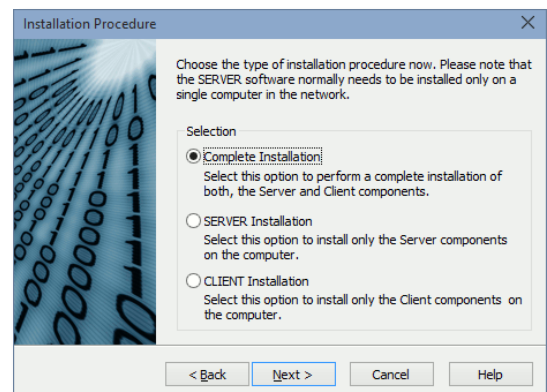 Installation Procedure
Choose the type of installation procedure now. Please note that
the SERVER software normally needs to be installed only on a
single computer in the network.
Selection
Complete Installation
Select this option to perform a complete installation of
both, the Server and Client components.
SERVER Installation
Select this option to install only the Server components
on the computer.
CLIENT Installation
Select this option to install only the Client components on
the computer.
< Back Next > Cancel Help